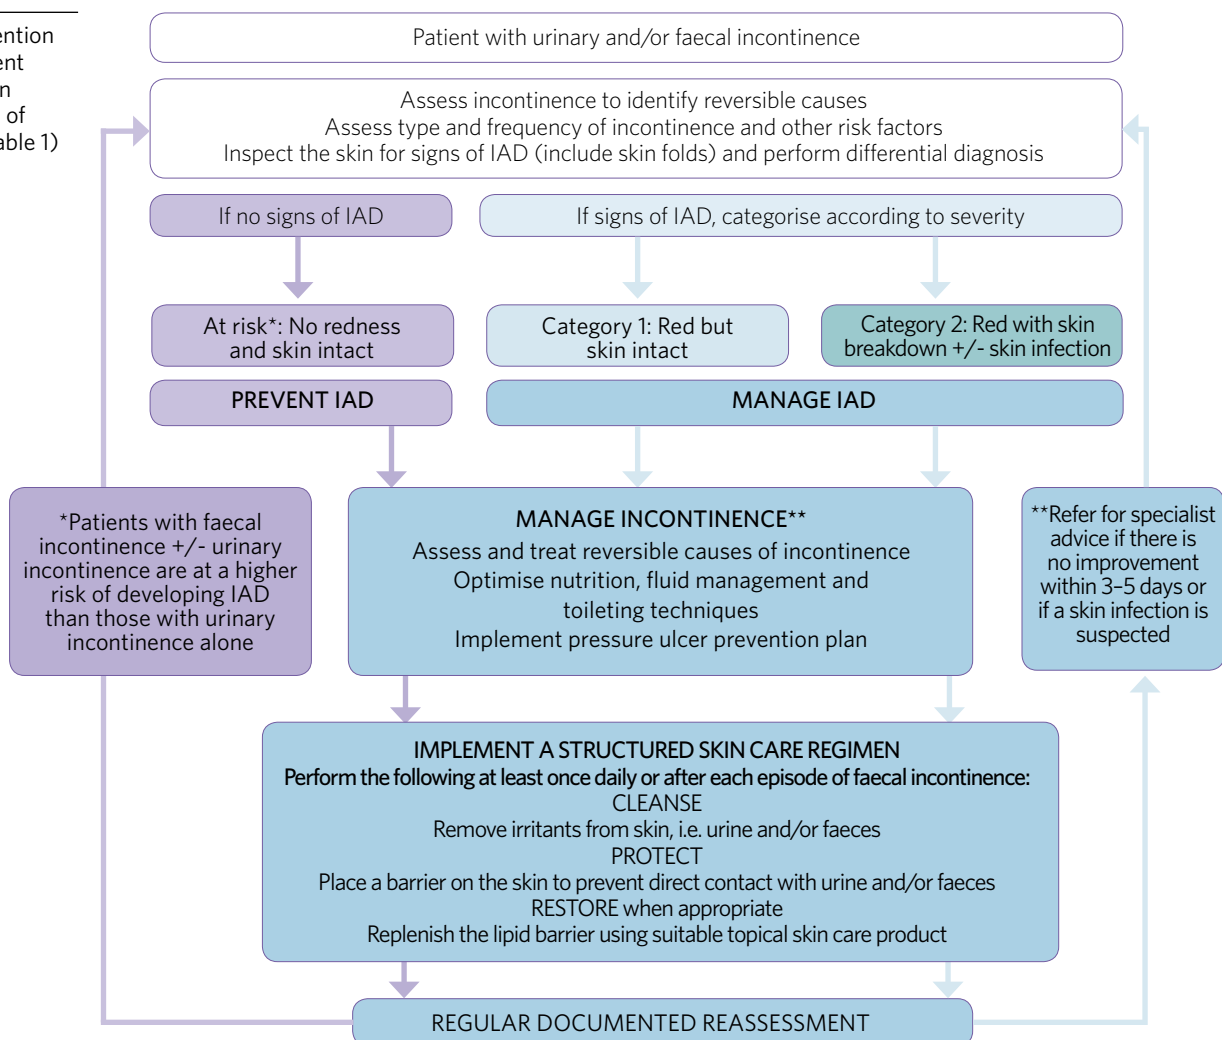 ention
ent
n
of
able 1)
Patient with urinary and/or faecal incontinence
Assess incontinence to identify reversible causes
Assess type and frequency of incontinence and other risk factors
Inspect the skin for signs of IAD (include skin folds) and perform differential diagnosis
If no signs of IAD
If signs of IAD, categorise according to severity
At risk*: No redness
and skin intact
Category 1: Red but
skin intact
Category 2: Red with skin
breakdown +/- skin infection
PREVENT IAD
MANAGE IAD
*Patients with faecal
incontinence +/- urinary
incontinence are at a higher
risk of developing IAD
than those with urinary
incontinence alone
MANAGE INCONTINENCE**
Assess and treat reversible causes of incontinence
Optimise nutrition, fluid management and
toileting techniques
Implement pressure ulcer prevention plan
**Refer for specialist
advice if there is
no improvement
within 3–5 days or
if a skin infection is
suspected
IMPLEMENT A STRUCTURED SKIN CARE REGIMEN
Perform the following at least once daily or after each episode of faecal incontinence:
CLEANSE
Remove irritants from skin, i.e. urine and/or faeces
PROTECT
Place a barrier on the skin to prevent direct contact with urine and/or faeces
RESTORE when appropriate
Replenish the lipid barrier using suitable topical skin care product
REGULAR DOCUMENTED REASSESSMENT